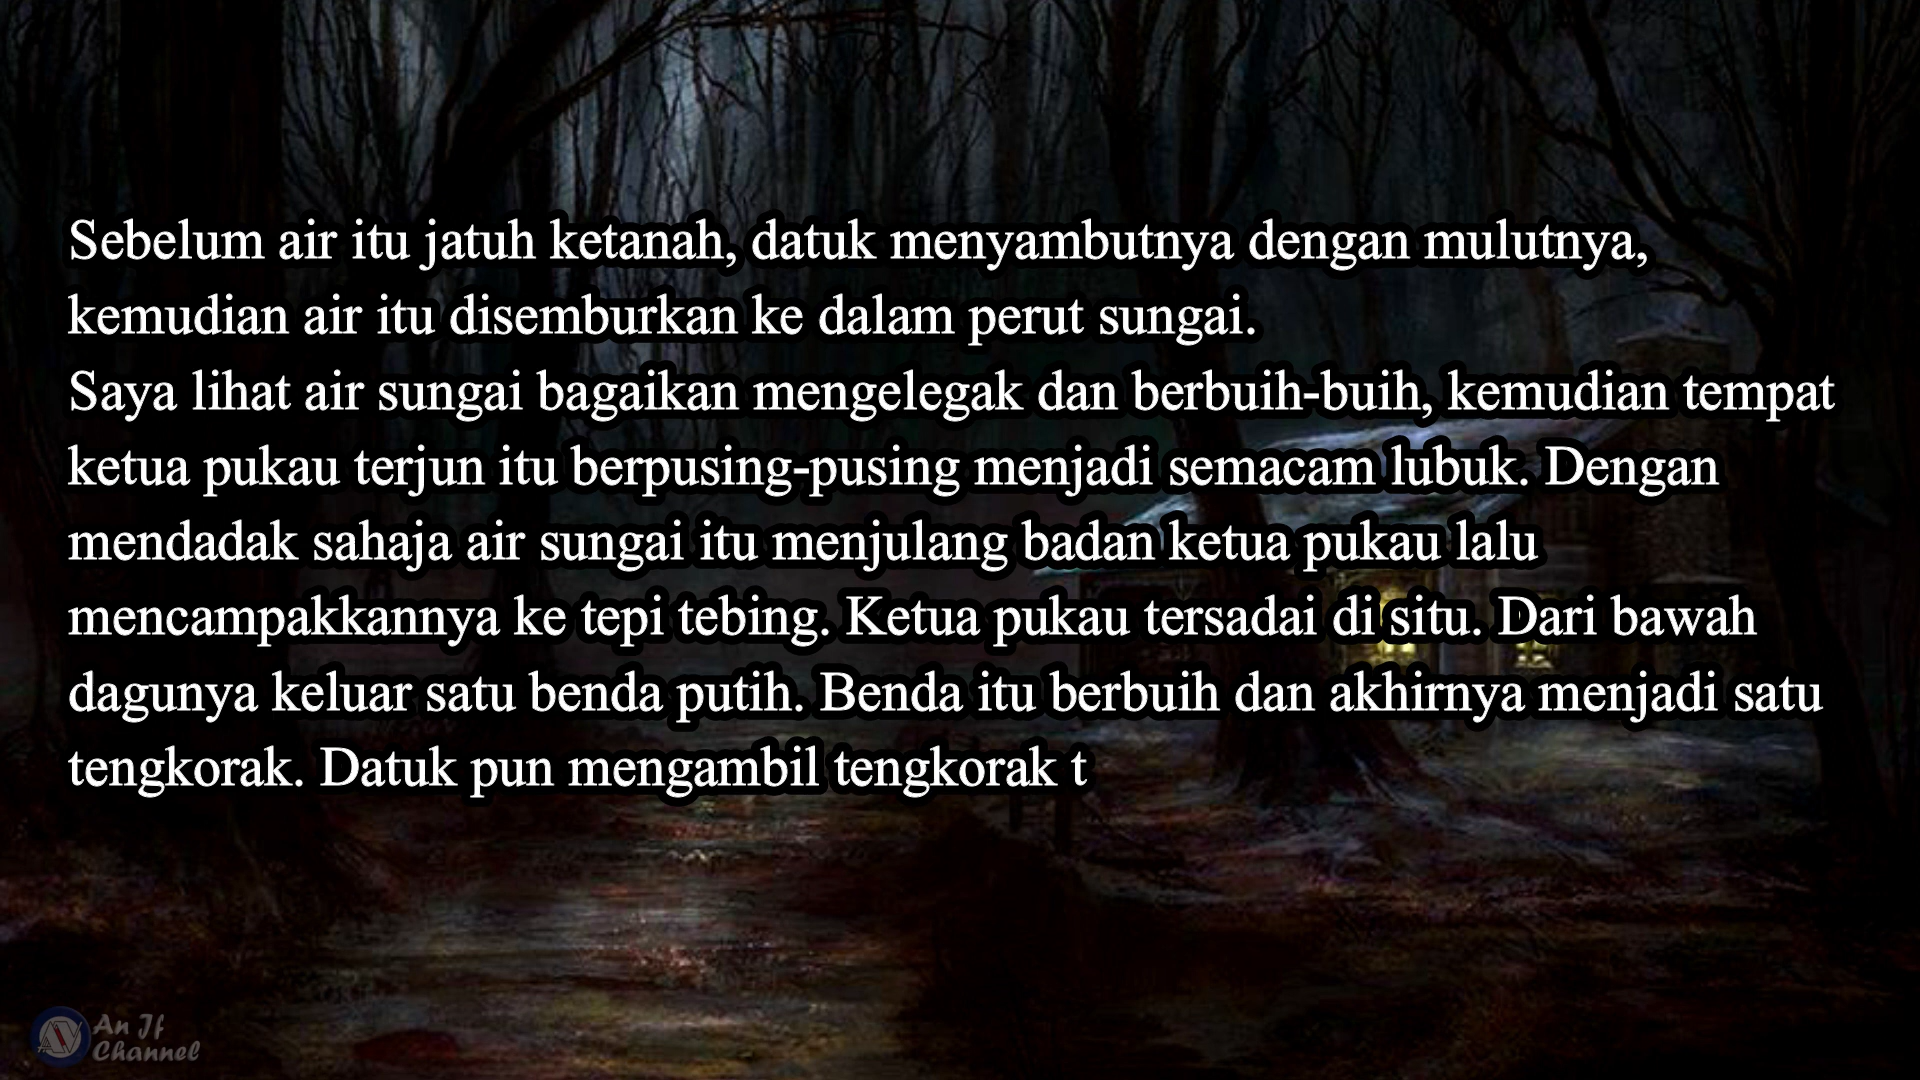 Sebelum air itu jatuh ketanah, datuk menyambutnya dengan mulutnya,
kemudian air itu disemburkan ke dalam perut sungai.
Saya lihat air sungai bagaikan mengelegak dan berbuih-buih, kemudian tempat
ketua pukau terjun itu berpusing-pusing menjadi semacam lubuk. Dengan
mendadak sahaja air sungai itu menjulang badan ketua pukau lalu
mencampakkannya ke tepi tebing. Ketua pukau tersadai di situ. Dari bawah
dagunya keluar satu benda putih. Benda itu berbuih dan akhirnya menjadi satu
tengkorak. Datuk pun mengambil tengkorak t
An If
Channel